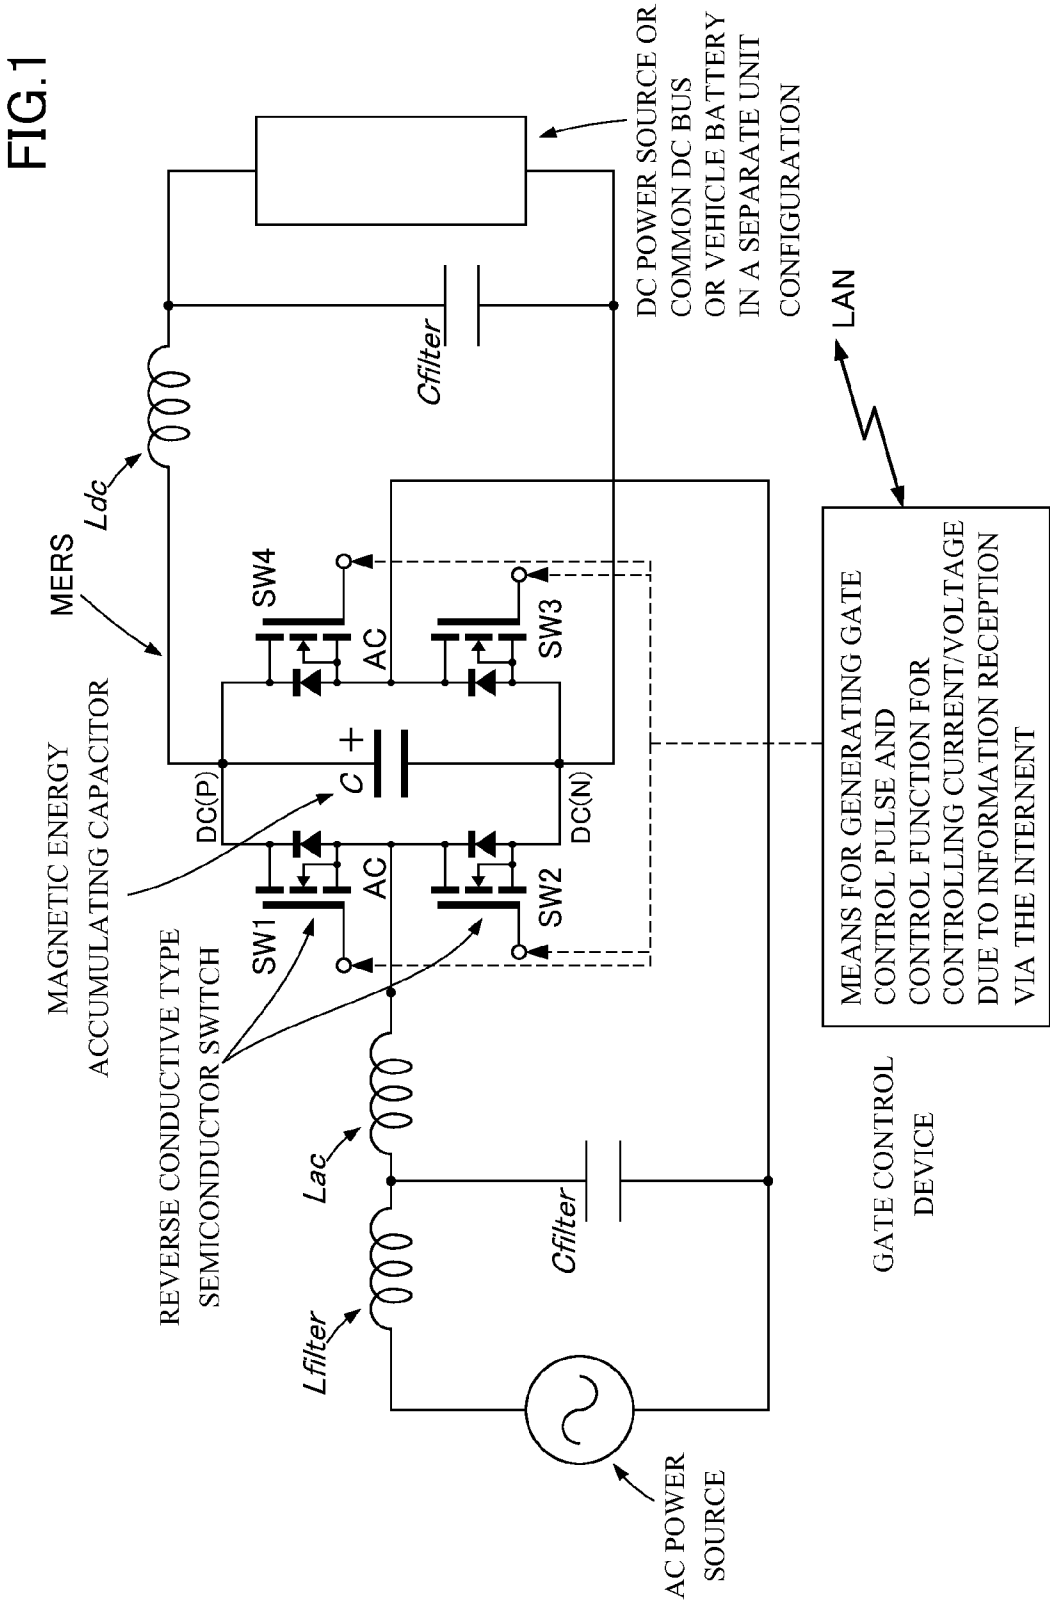 FIG.1
MERS
MAGNETIC ENERGY
ACCUMULATING CAPACITOR
REVERSE CONDUCTIVE TYPE
SEMICONDUCTOR SWITCH
Ldc
Cfilter
DC POWER SOURCE OR
COMMON DC BUS
OR VEHICLE BATTERY
IN A SEPARATE UNIT
CONFIGURATION
DC(P)
C
+
DC(N)
SW1
SW4
AC
AC
SW2
SW3
Lfilter
Lac
Cfilter
AC POWER
SOURCE
GATE CONTROL
DEVICE
MEANS FOR GENERATING GATE
CONTROL PULSE AND
CONTROL FUNCTION FOR
CONTROLLING CURRENT/VOLTAGE
DUE TO INFORMATION RECEPTION
VIA THE INTERNENT
LAN